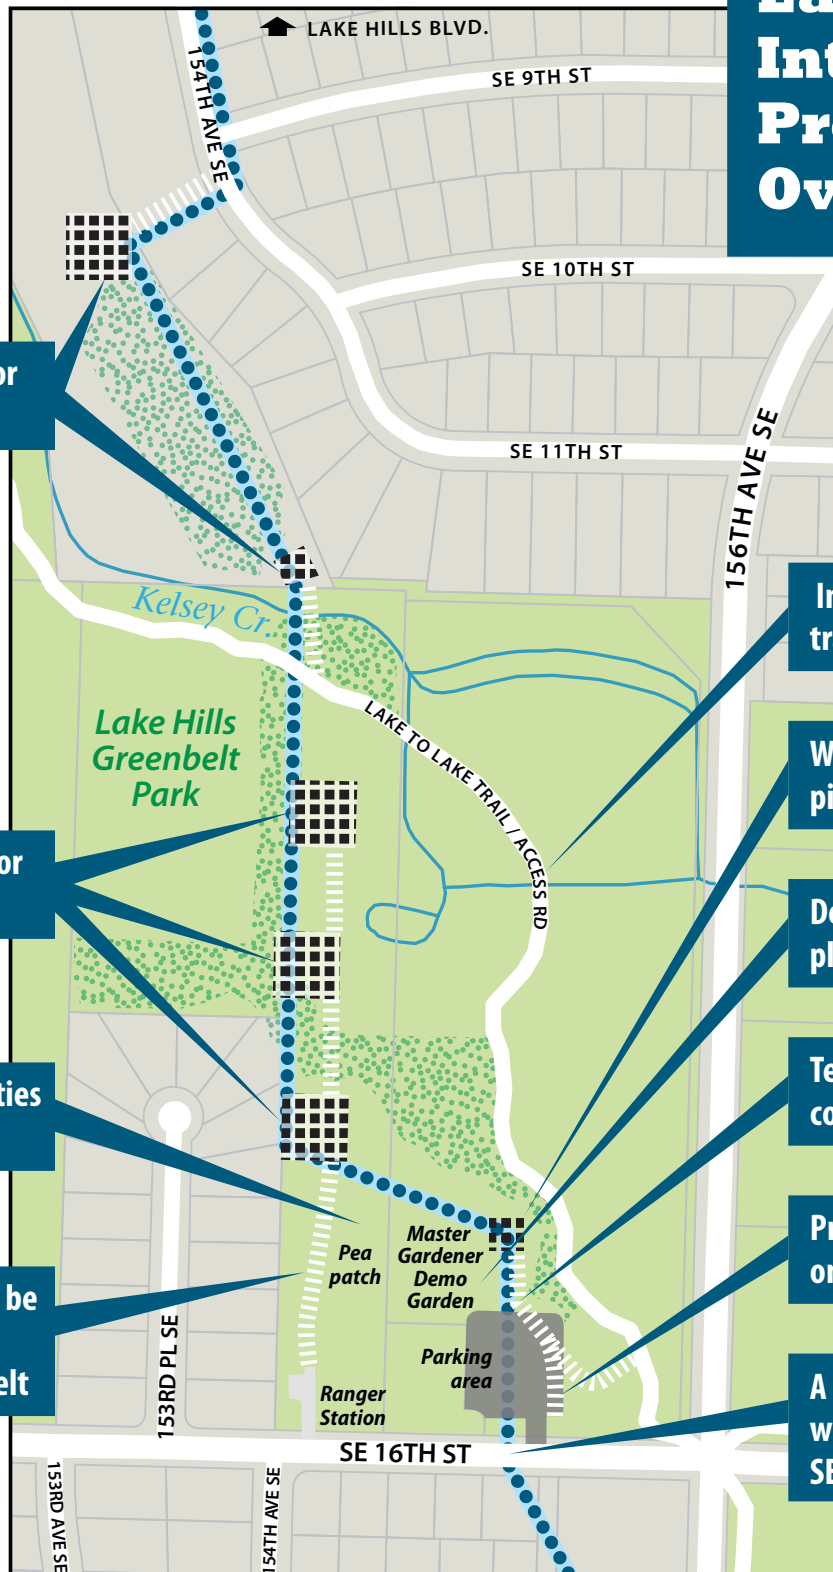 LAKE HILLS BLVD.
Int
Pr
Ov
154TH AVE SE
SE 9TH ST
SE 10TH ST
SE 11TH ST
156TH AVE SE
or
Kelsey Cr.
In
tr
Lake Hills
Greenbelt
Park
LAKE TO LAKE TRAIL / ACCESS RD
W
pi
or
De
pl
ties
Te
co
Master
Gardener
Demo
Garden
Pea
patch
Pr
on
be
elt
153RD PL SE
Parking
area
Ranger
Station
A
w
SE
SE 16TH ST
153RD AVE SE
154TH AVE SE